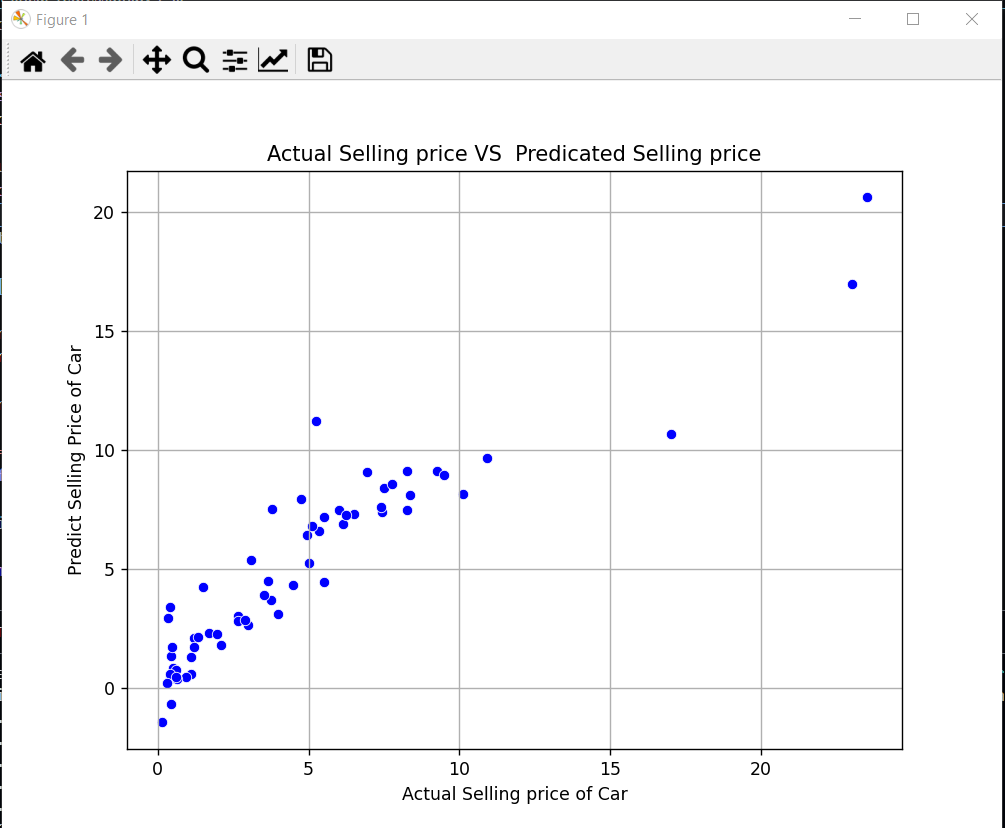 Figure 1
Actual Selling price VS  Predicated Selling price
20
15
10
5
0
Predict Selling Price of Car
0 5 10 15 20
Actual Selling price of Car